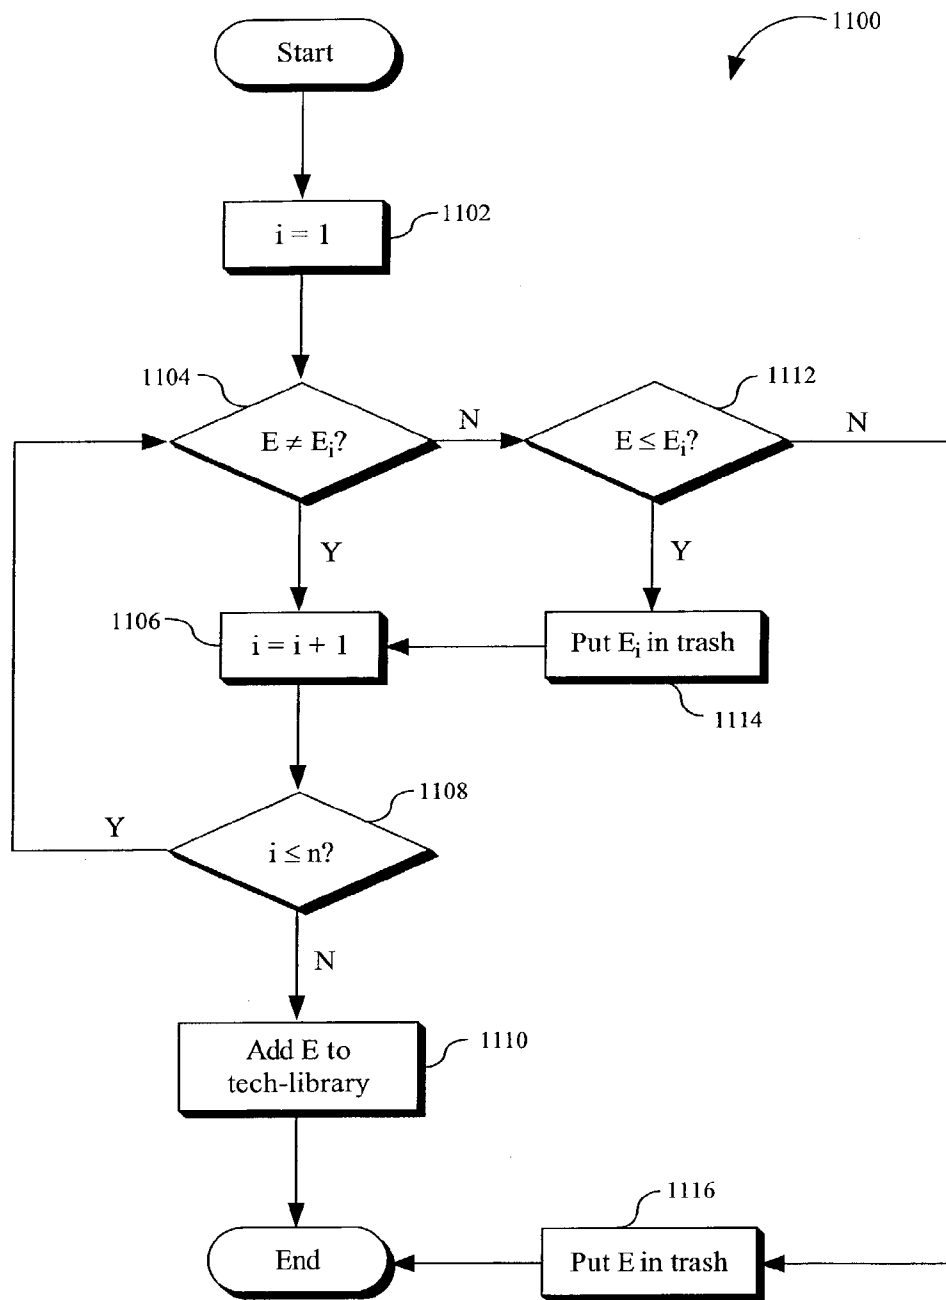 1100
Start
1102
i = 1
1104
E ≠ Eᵢ?
N
1112
E ≤ Eᵢ?
N
Y
Y
1106
i = i + 1
Put Eᵢ in trash
1114
1108
Y
i ≤ n?
N
1110
Add E to
tech-library
1116
End
Put E in trash